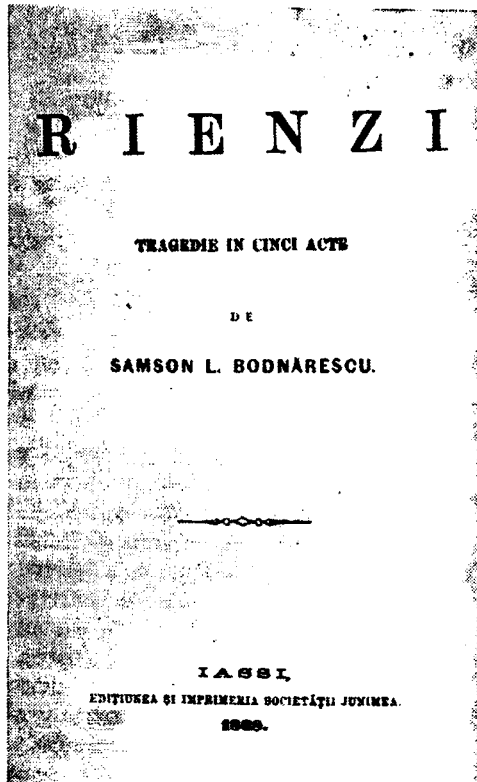 RIENZI
TRAGEDIE IN CINCI ACTE
DE
SAMSON L. BODNĂRESCU.
IASSI,
EDIȚIUNEA ȘI IMPRIMERIA SOCIETĂȚII JUNIMEA.